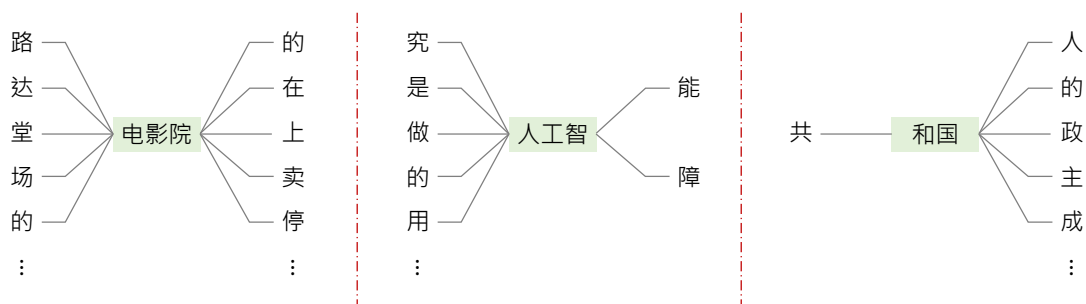 路 的 究 人
达 在 是 能 的
堂 电影院 上 做 人工智 共 和国 政
场 卖 的 障 主
的 停 用 成
⋮ ⋮ ⋮ ⋮